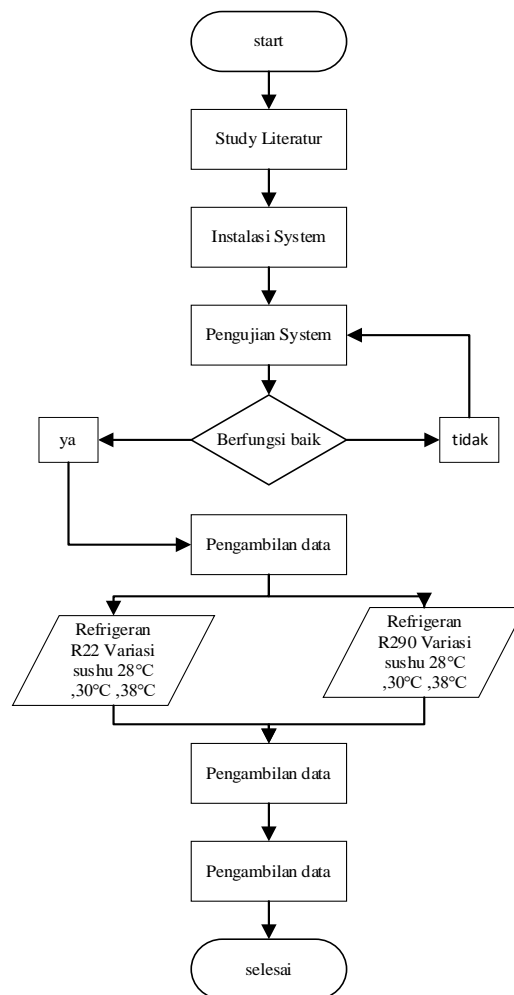 start
Study Literatur
Instalasi System
Pengujian System
Berfungsi baik
ya
tidak
Pengambilan data
Refrigeran
R22 Variasi
sushu 28°C
,30°C ,38°C
Refrigeran
R290 Variasi
sushu 28°C
,30°C ,38°C
Pengambilan data
Pengambilan data
selesai